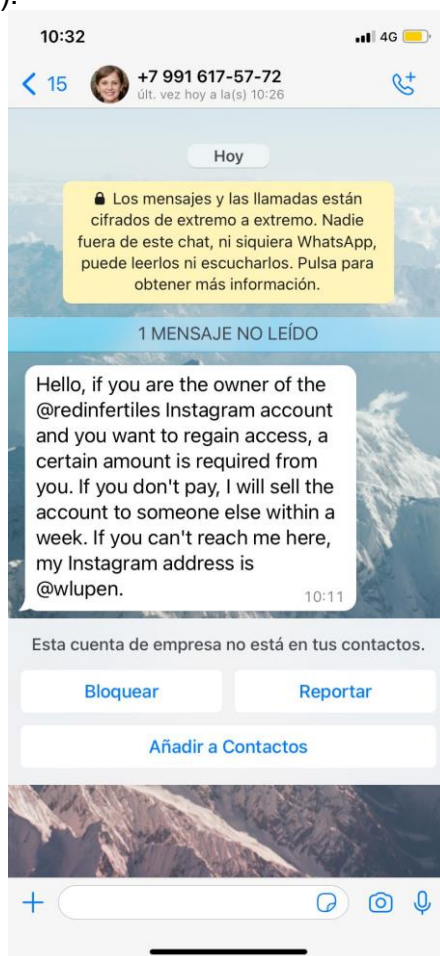 ).
10:32
4G
15
+7 991 617-57-72
últ. vez hoy a la(s) 10:26
Hoy
Los mensajes y las llamadas están
cifrados de extremo a extremo. Nadie
fuera de este chat, ni siquiera WhatsApp,
puede leerlos ni escucharlos. Pulsa para
obtener más información.
1 MENSAJE NO LEÍDO
Hello, if you are the owner of the
@redinfertiles Instagram account
and you want to regain access, a
certain amount is required from
you. If you don't pay, I will sell the
account to someone else within a
week. If you can't reach me here,
my Instagram address is
@wlupen.
10:11
Esta cuenta de empresa no está en tus contactos.
Bloquear
Reportar
Añadir a Contactos